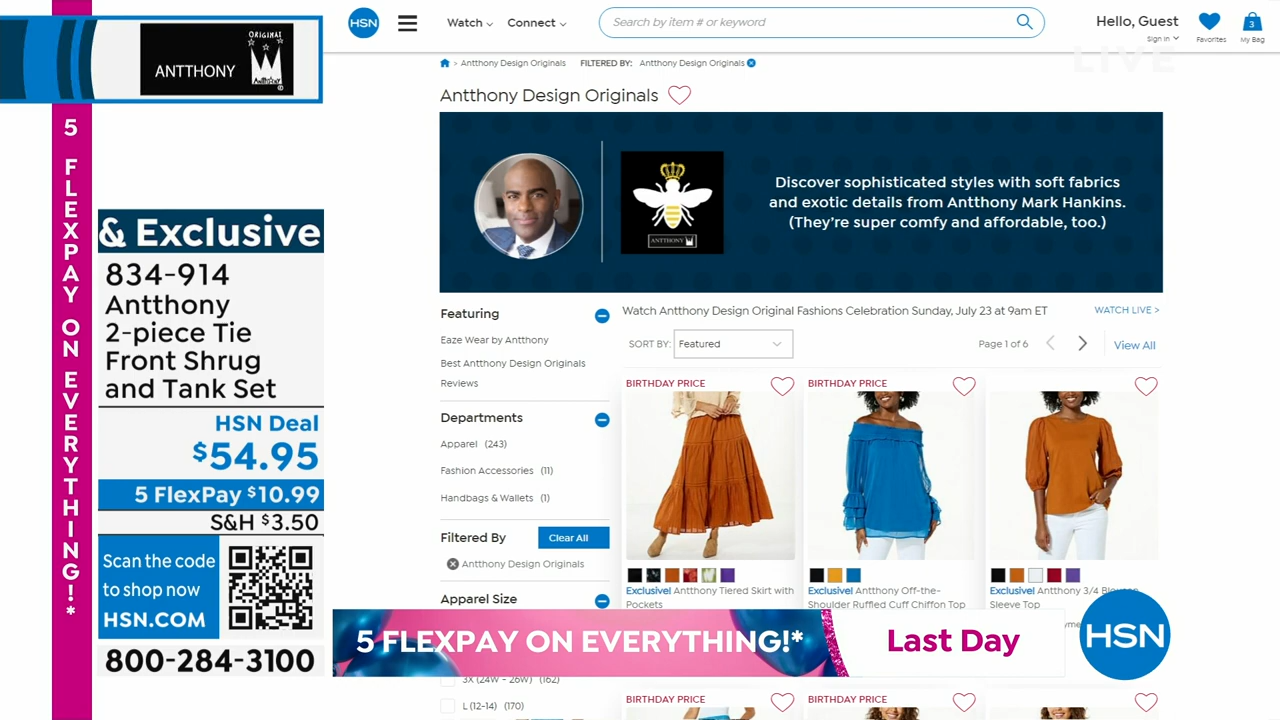 ORIGINAL
ANTTHONY
5 FLEXPAY ON EVERYTHING!*
& Exclusive
834-914
Antthony
2-piece Tie
Front Shrug
and Tank Set
HSN Deal
$54.95
5 FlexPay $10.99
S&H $3.50
Scan the code
to shop now
HSN.COM
800-284-3100
HSN
Watch
Connect
Search by item # or keyword
Hello, Guest
Sign In
Favorites
3
My Bag
LIVE
> Antthony Design Originals FILTERED BY: Antthony Design Originals
Antthony Design Originals
ANTTHONY
Discover sophisticated styles with soft fabrics
and exotic details from Antthony Mark Hankins.
(They're super comfy and affordable, too.)
Featuring
Eaze Wear by Antthony
Best Antthony Design Originals
Reviews
Departments
Apparel (243)
Fashion Accessories (11)
Handbags & Wallets (1)
Filtered By
Clear All
Antthony Design Originals
Apparel Size
3X (24W - 26W) (162)
L (12-14) (170)
Watch Antthony Design Original Fashions Celebration Sunday, July 23 at 9am ET
WATCH LIVE >
SORT BY: Featured
Page 1 of 6
View All
BIRTHDAY PRICE
BIRTHDAY PRICE
Exclusive! Antthony Tiered Skirt with
Pockets
Exclusive! Antthony Off-the-
Shoulder Ruffled Cuff Chiffon Top
Exclusive! Antthony 3/4 Blouson
Sleeve Top
5 FLEXPAY ON EVERYTHING!*
Last Day
HSN
BIRTHDAY PRICE
BIRTHDAY PRICE